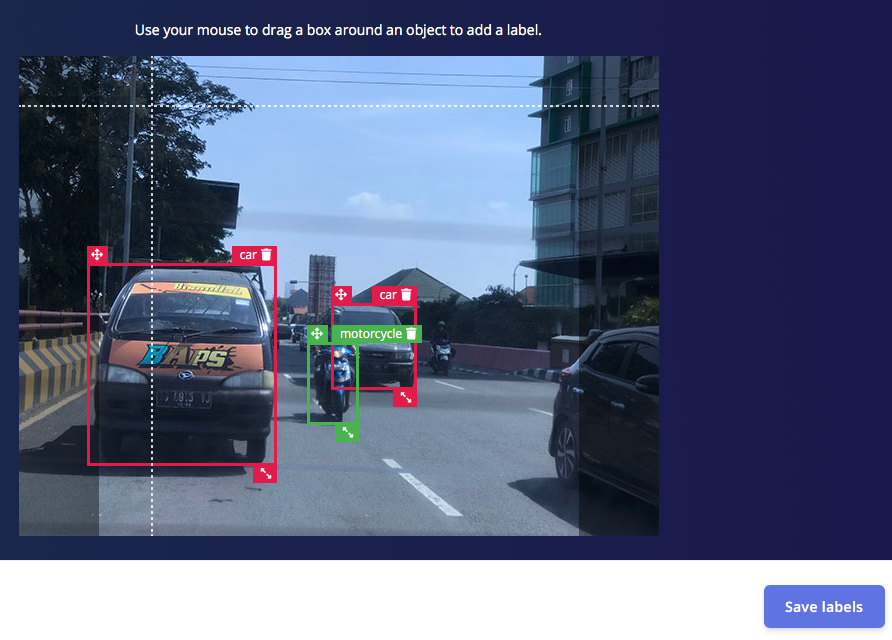 Use your mouse to drag a box around an object to add a label.
car
car
motorcycle
BAPS
Save labels